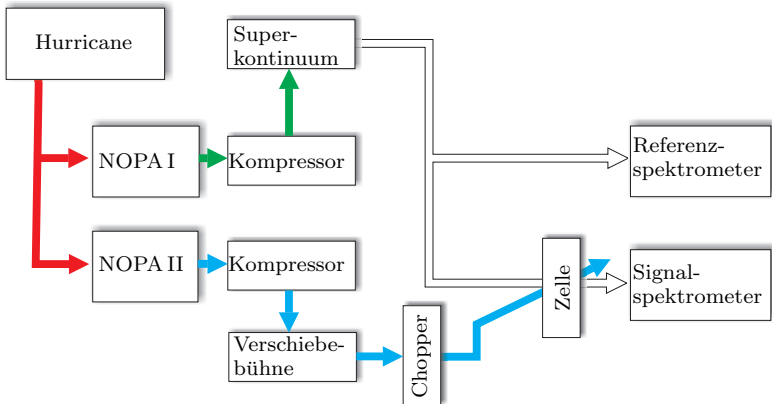 Hurricane
Super-
kontinuum
NOPA I
Kompressor
Referenz-
spektrometer
NOPA II
Kompressor
Zelle
Signal-
spektrometer
Verschiebe-
bühne
Chopper